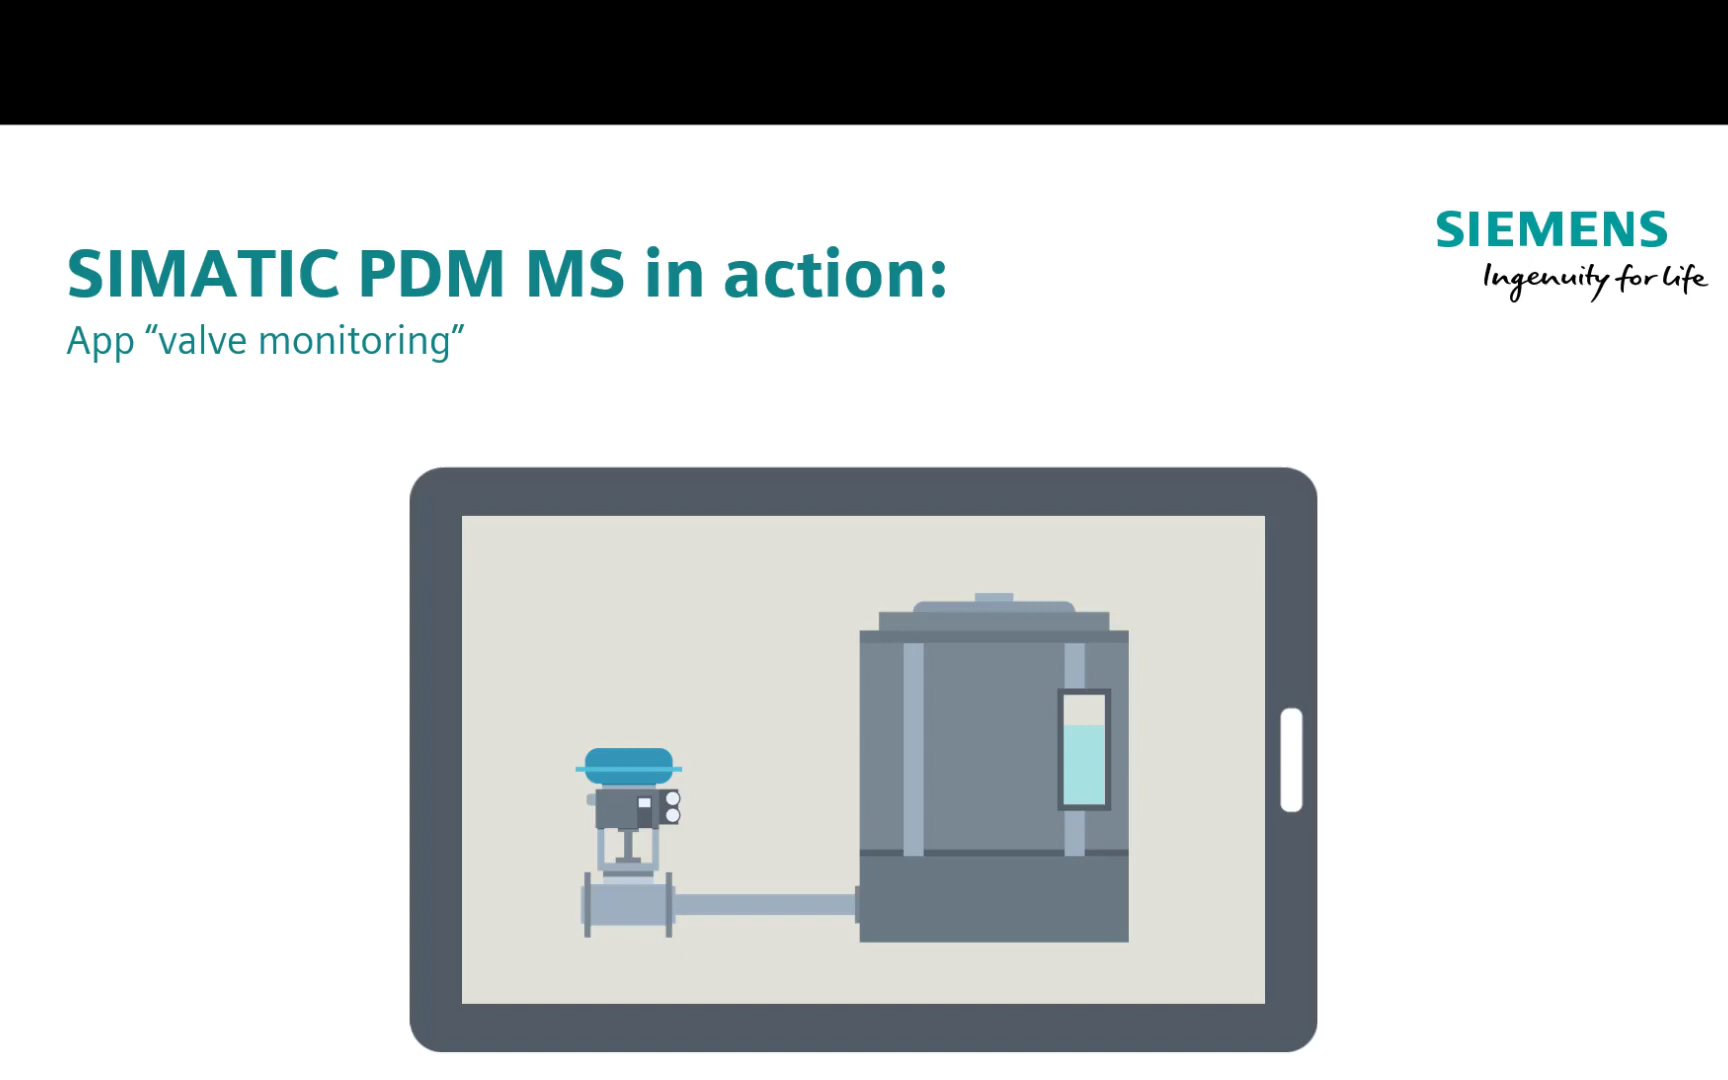 SIEMENS
Ingenuity for life
SIMATIC PDM MS in action:
App “valve monitoring”